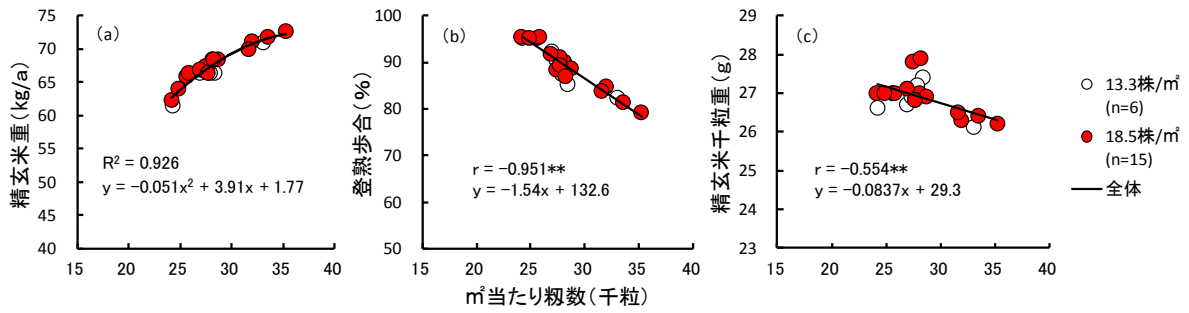 (a)
精玄米重(kg/a)
75
70
65
60
55
50
45
40
R² = 0.926
y = −0.051x² + 3.91x + 1.77
15 20 25 30 35 40
(b)
登熟歩合(%)
100
90
80
70
60
50
r = −0.951**
y = −1.54x + 132.6
15 20 25 30 35 40
㎡当たり籾数(千粒)
(c)
精玄米千粒重(g)
29
28
27
26
25
24
23
r = −0.554**
y = −0.0837x + 29.3
15 20 25 30 35 40
13.3株/㎡
(n=6)
18.5株/㎡
(n=15)
全体